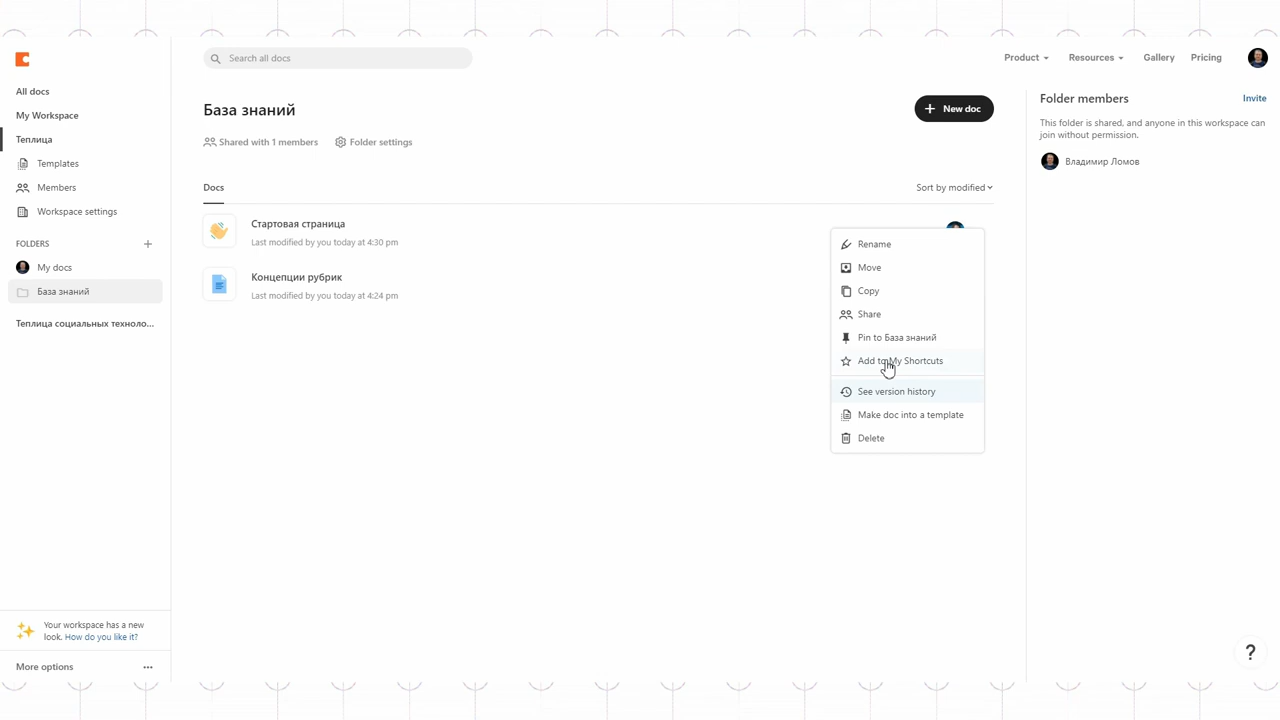 Search all docs
Product
Resources
Gallery
Pricing
All docs
My Workspace
Теплица
Templates
Members
Workspace settings
FOLDERS
My docs
База знаний
Теплица социальных техноло...
Your workspace has a new
look. How do you like it?
More options
База знаний
New doc
Shared with 1 members
Folder settings
Docs
Sort by modified
Стартовая страница
Last modified by you today at 4:30 pm
Концепции рубрик
Last modified by you today at 4:24 pm
Rename
Move
Copy
Share
Pin to База знаний
Add to My Shortcuts
See version history
Make doc into a template
Delete
Folder members
Invite
This folder is shared, and anyone in this workspace can
join without permission.
Владимир Ломов
?